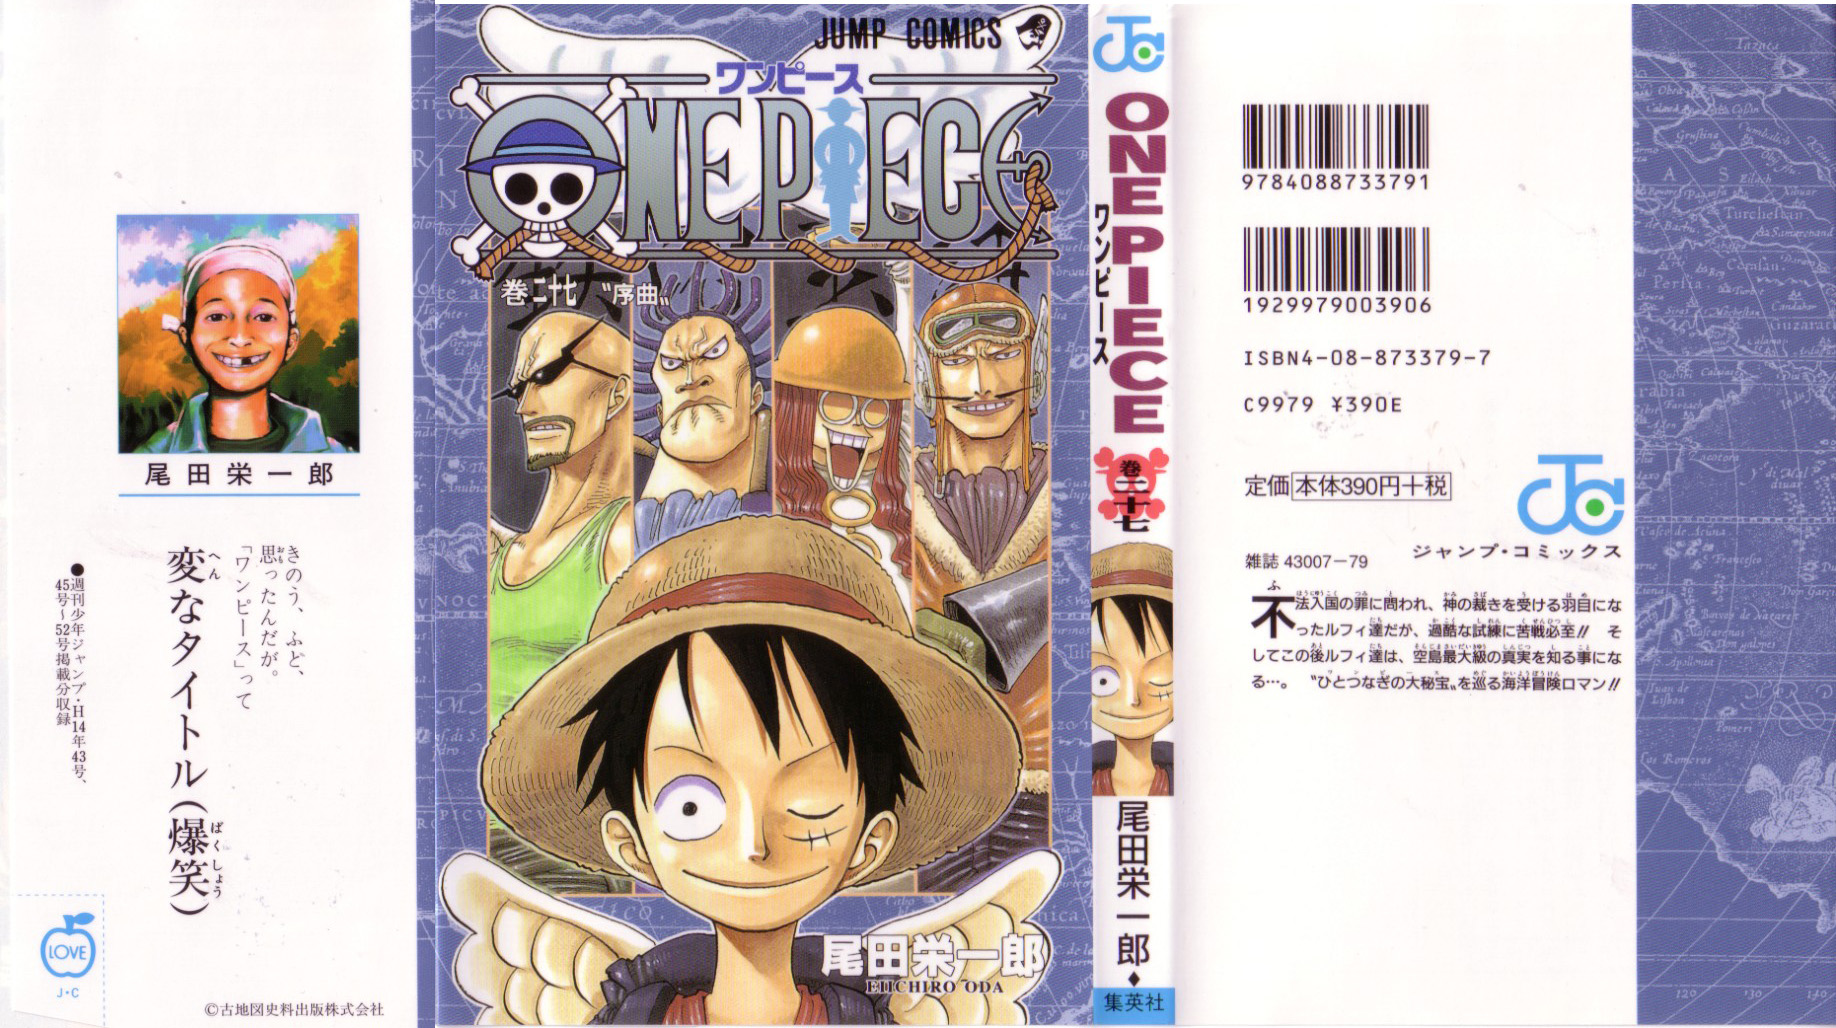 尾田栄一郎
きのう、ふど、
思ったんだが。
「ワンピース」って
変なタイトル(爆笑)
●週刊少年ジャンプ・H14年43号、
45号~52号掲載分収録
LOVE
J・C
©古地図史料出版株式会社
JUMP COMICS
ワンピース
ONE PIECE
巻二十七 〝序曲〟
尾田栄一郎
EIICHIRO ODA
JC
ONE PIECE
ワンピース
巻二十七
尾田栄一郎
集英社
9784088733791
1929979003906
ISBN4-08-873379-7
C9979 ¥390E
定価 本体390円+税
JC
ジャンプ・コミックス
雑誌 43007-79
不法入国の罪に問われ、神の裁きを受ける羽目にな
ったルフィ達だが、過酷な試練に苦戦必至!! そ
してこの後ルフィ達は、空島最大級の真実を知る事にな
る…。 〝ひとつなぎの大秘宝〟を巡る海洋冒険ロマン!!